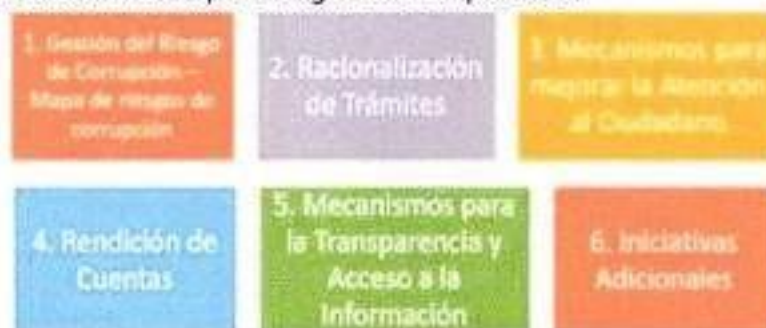 1. Gestión del Riesgo
de Corrupción –
Mapa de riesgos de
corrupción
2. Racionalización
de Trámites
3. Mecanismos para
mejorar la Atención
al Ciudadano
4. Rendición de
Cuentas
5. Mecanismos para
la Transparencia y
Acceso a la
Información
6. Iniciativas
Adicionales